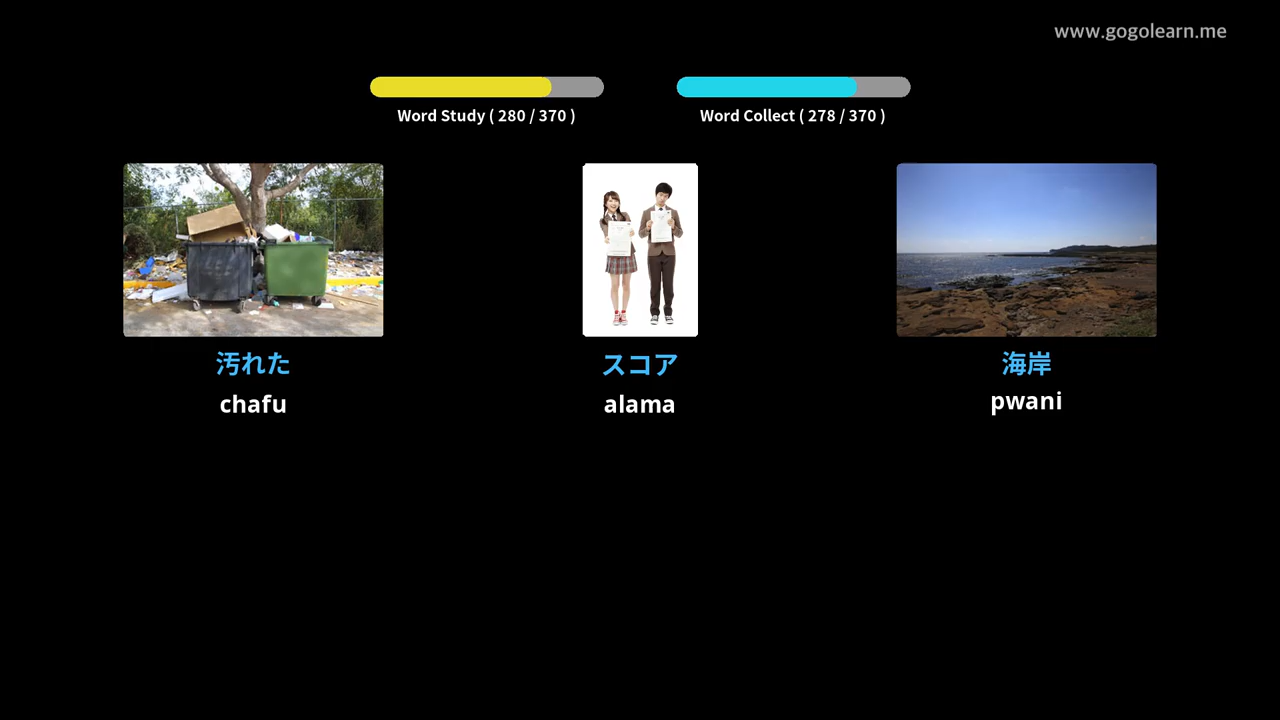 www.gogolearn.me
Word Study ( 280 / 370 )
Word Collect ( 278 / 370 )
汚れた
chafu
スコア
alama
海岸
pwani